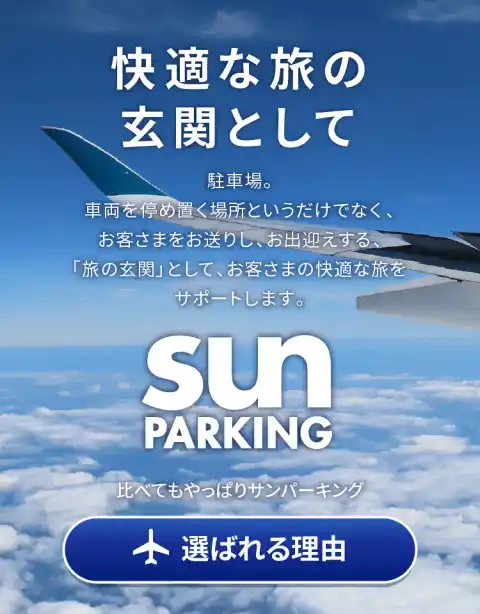 快適な旅の
玄関として
駐車場。
車両を停め置く場所というだけでなく、
お客さまをお送りし、お出迎えする、
「旅の玄関」として、お客さまの快適な旅を
サポートします。
sun
PARKING
比べてもやっぱりサンパーキング
選ばれる理由